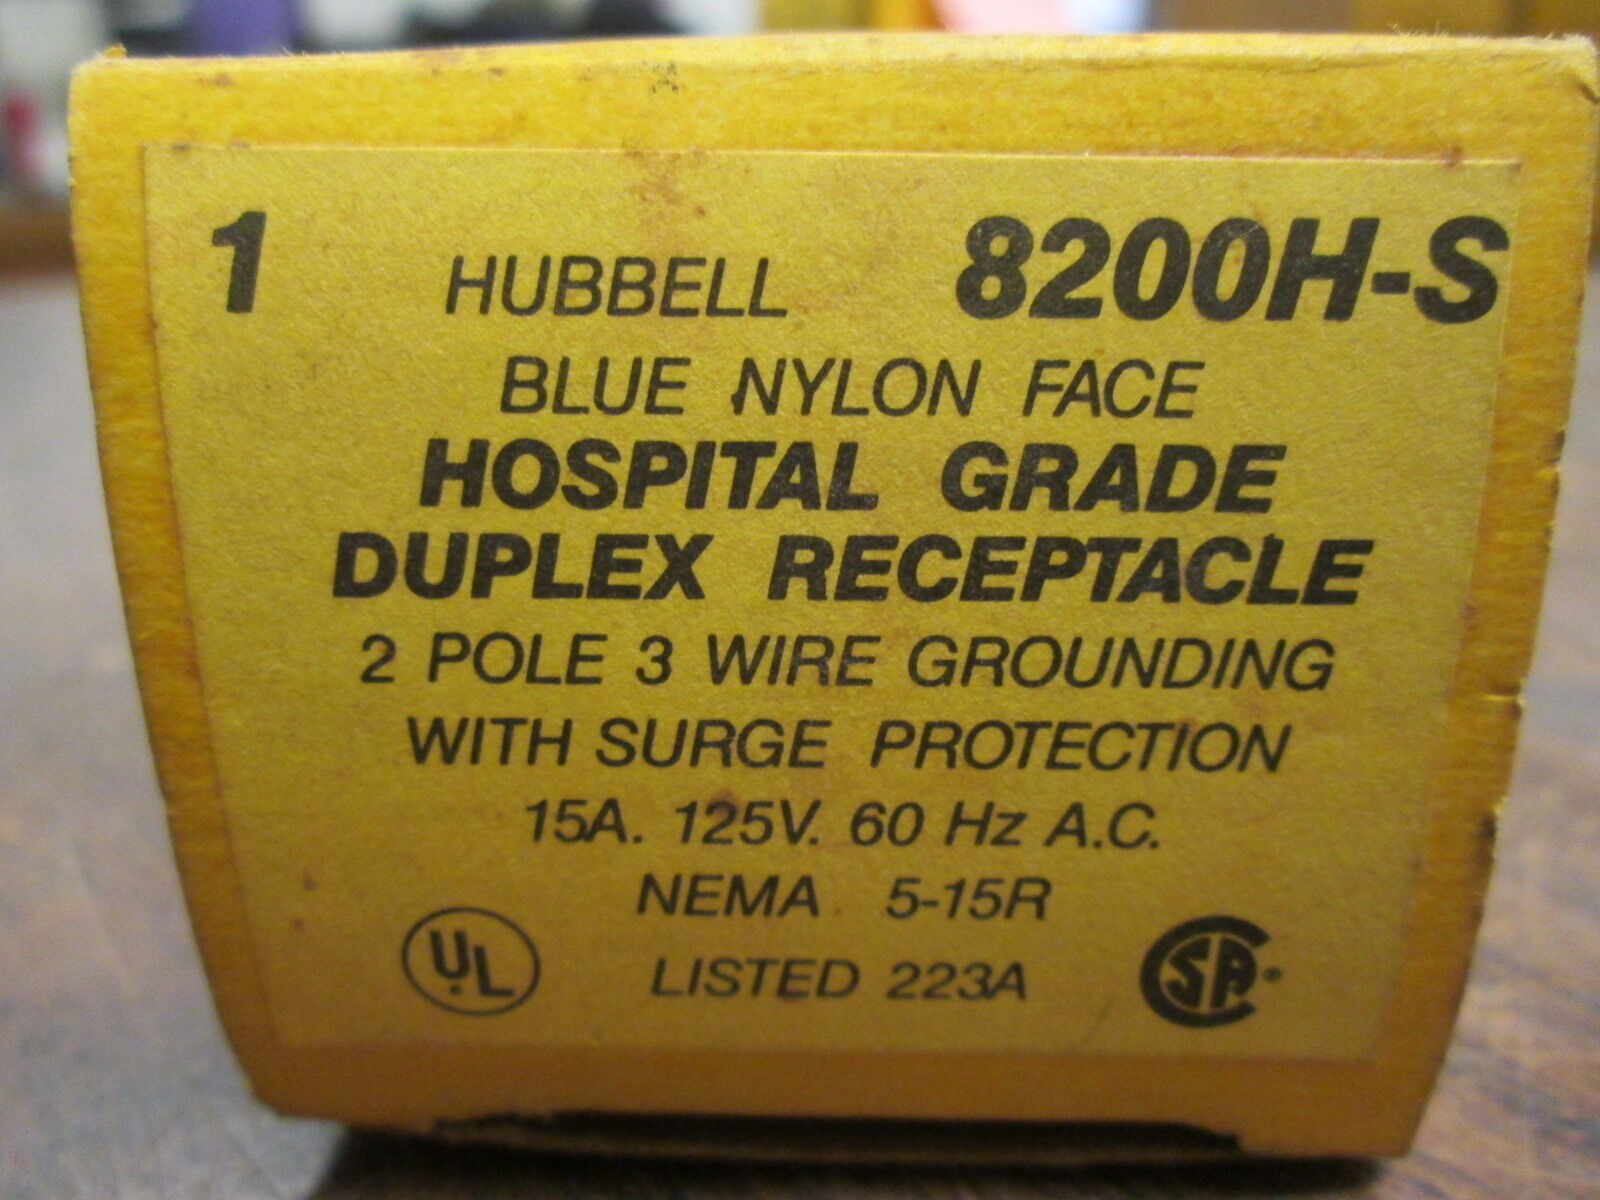 1 HUBBELL 8200H-S
BLUE NYLON FACE
HOSPITAL GRADE
DUPLEX RECEPTACLE
2 POLE 3 WIRE GROUNDING
WITH SURGE PROTECTION
15A. 125V. 60 Hz A.C.
NEMA 5-15R
UL LISTED 223A SA®